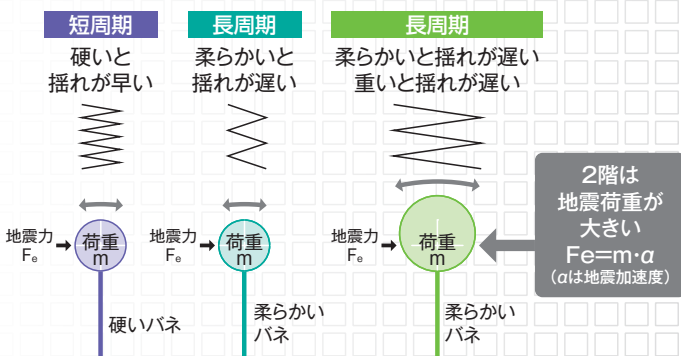 短周期
硬いと
揺れが早い
地震力
Fe
荷重
m
硬いバネ
長周期
柔らかいと
揺れが遅い
地震力
Fe
荷重
m
柔らかい
バネ
長周期
柔らかいと揺れが遅い
重いと揺れが遅い
地震力
Fe
荷重
m
柔らかい
バネ
2階は
地震荷重が
大きい
Fe=m·α
（αは地震加速度）